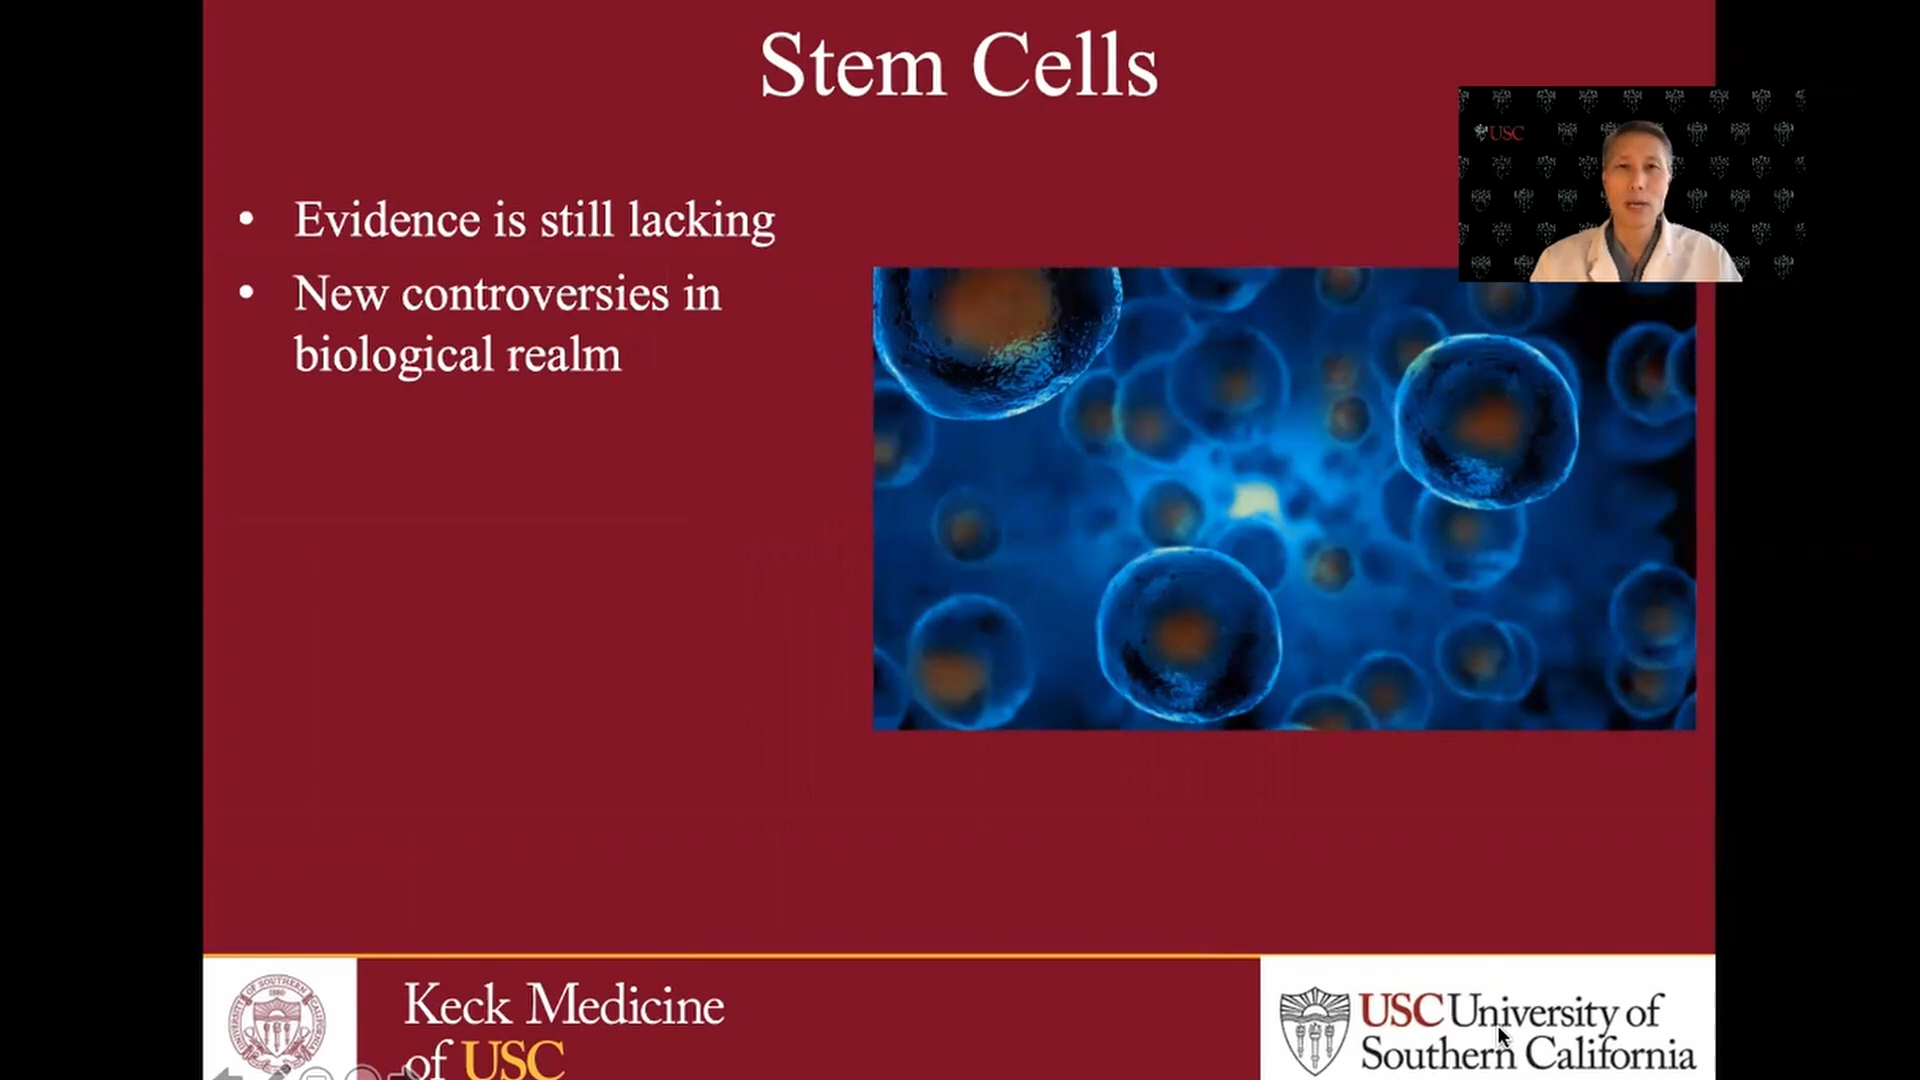 Stem Cells
USC
• Evidence is still lacking
• New controversies in
biological realm
Keck Medicine
of USC
USC University of
Southern California